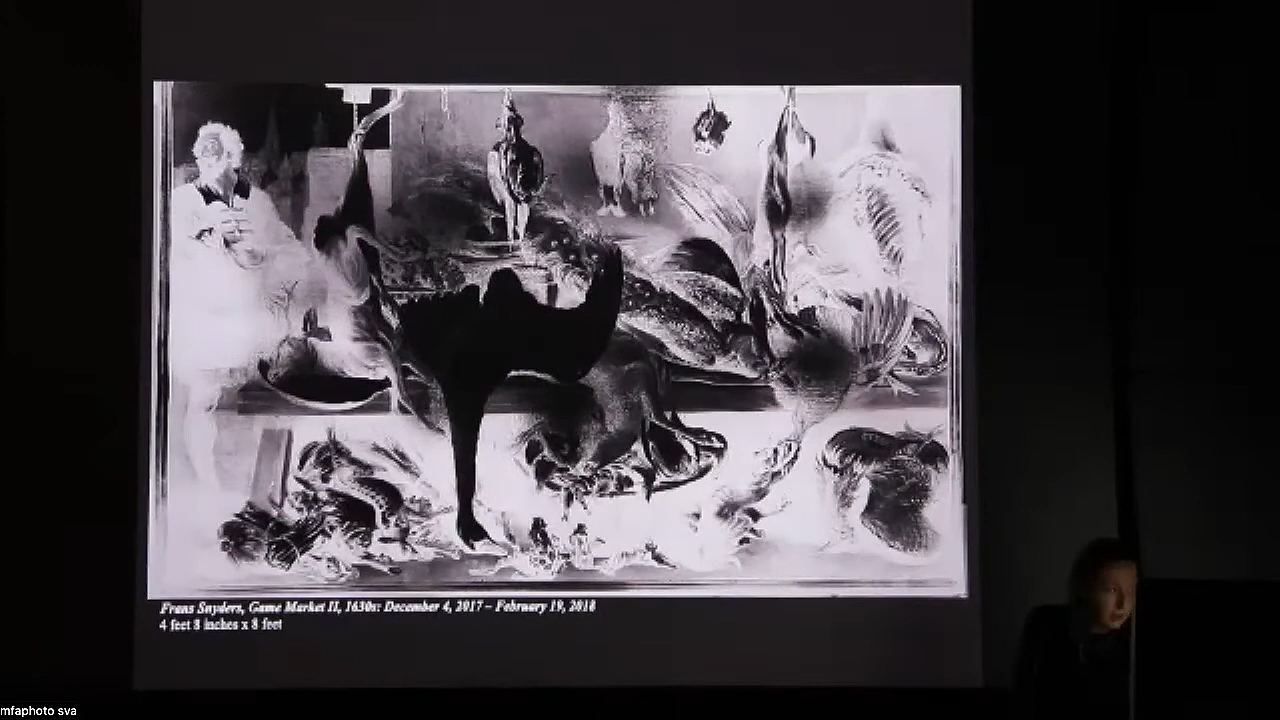 Frans Snyders, Game Market II, 1630s: December 4, 2017 – February 19, 2018
4 feet 8 inches x 8 feet
mfaphoto sva